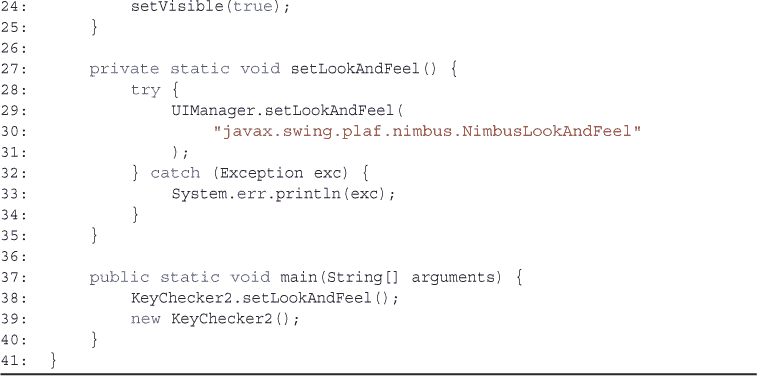 24:          setVisible(true);
25:      }
26:
27:      private static void setLookAndFeel() {
28:          try {
29:              UIManager.setLookAndFeel(
30:                  "javax.swing.plaf.nimbus.NimbusLookAndFeel"
31:              );
32:          } catch (Exception exc) {
33:              System.err.println(exc);
34:          }
35:      }
36:
37:      public static void main(String[] arguments) {
38:          KeyChecker2.setLookAndFeel();
39:          new KeyChecker2();
40:      }
41:  }